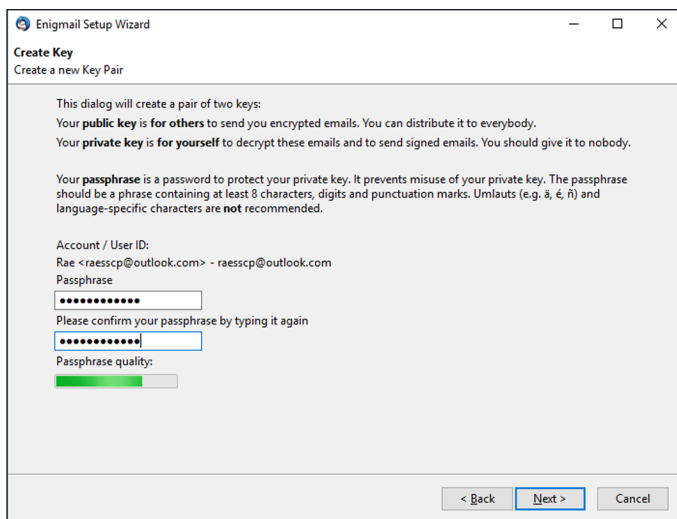 Enigmail Setup Wizard
Create Key
Create a new Key Pair
This dialog will create a pair of two keys:
Your public key is for others to send you encrypted emails. You can distribute it to everybody.
Your private key is for yourself to decrypt these emails and to send signed emails. You should give it to nobody.
Your passphrase is a password to protect your private key. It prevents misuse of your private key. The passphrase
should be a phrase containing at least 8 characters, digits and punctuation marks. Umlauts (e.g. ä, é, ñ) and
language-specific characters are not recommended.
Account / User ID:
Rae <raesscp@outlook.com> - raesscp@outlook.com
Passphrase
●●●●●●●●●●●●
Please confirm your passphrase by typing it again
●●●●●●●●●●●●
Passphrase quality:
< Back Next > Cancel